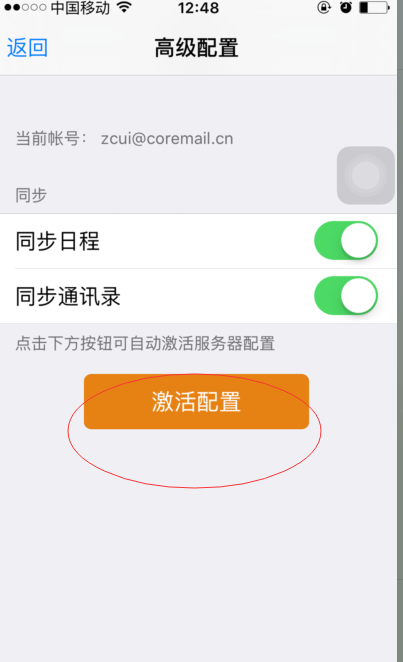 中国移动 12:48
返回 高级配置
当前帐号： zcui@coremail.cn
同步
同步日程
同步通讯录
点击下方按钮可自动激活服务器配置
激活配置